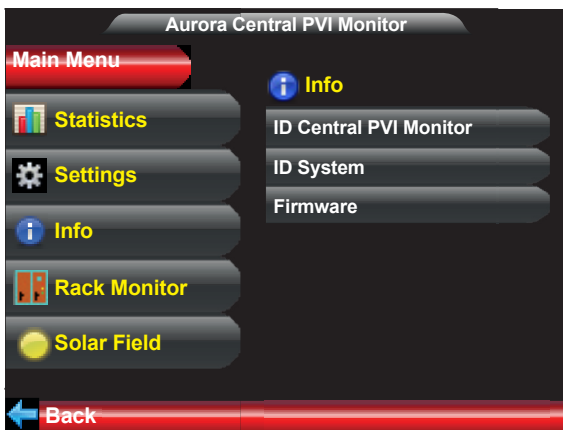 Aurora Central PVI Monitor
Main Menu
Statistics
Settings
Info
Rack Monitor
Solar Field
Info
ID Central PVI Monitor
ID System
Firmware
Back